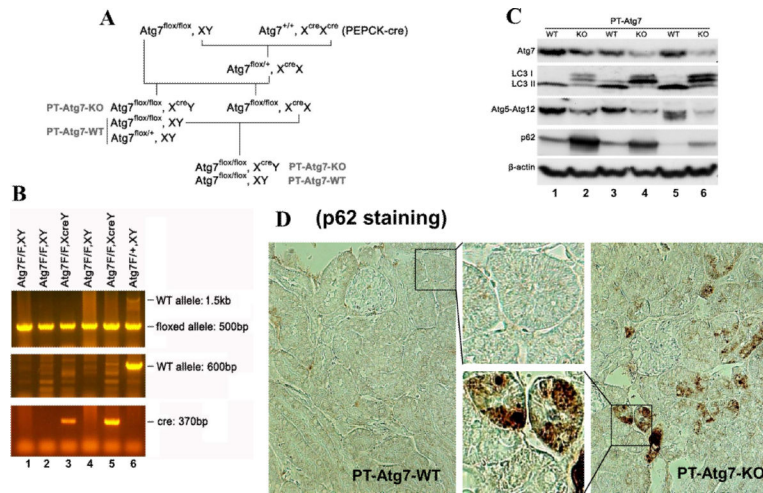 A
Atg7flox/flox, XY Atg7+/+, XcreXcre (PEPCK-cre)
Atg7flox/+, XcreX
PT-Atg7-KO Atg7flox/flox, XcreY Atg7flox/flox, XcreX
PT-Atg7-WT Atg7flox/flox, XY
Atg7flox/+, XY
Atg7flox/flox, XcreY PT-Atg7-KO
Atg7flox/flox, XY PT-Atg7-WT
B
Atg7F/F,XY
Atg7F/F,XY
Atg7F/F,XcreY
Atg7F/F,XY
Atg7F/F,XcreY
Atg7F/+,XY
WT allele: 1.5kb
floxed allele: 500bp
WT allele: 600bp
cre: 370bp
1 2 3 4 5 6
C
PT-Atg7
WT KO WT KO WT KO
Atg7
LC3 I
LC3 II
Atg5-Atg12
p62
β-actin
1 2 3 4 5 6
D (p62 staining)
PT-Atg7-WT
PT-Atg7-KO